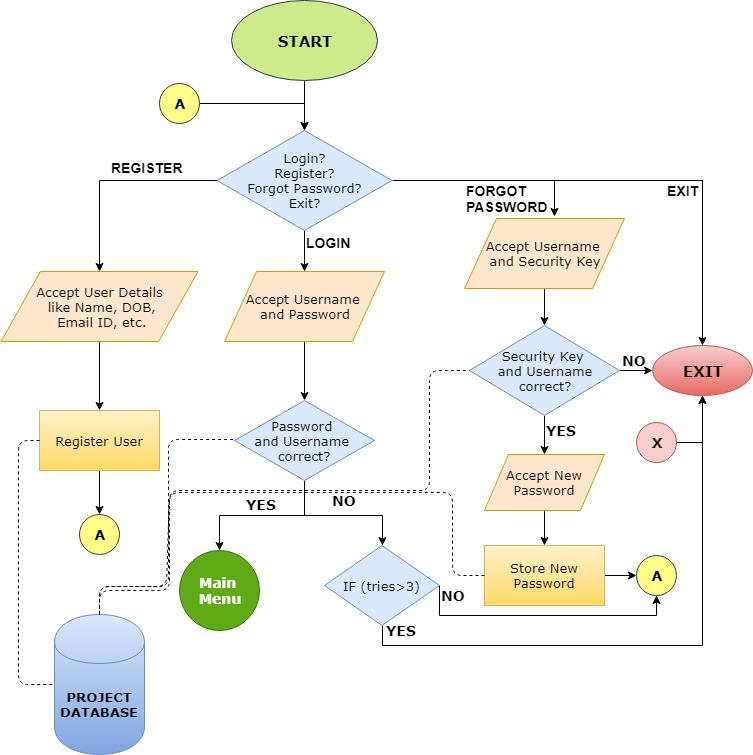 START
A
Login?
Register?
Forgot Password?
Exit?
REGISTER
FORGOT
PASSWORD
EXIT
LOGIN
Accept Username
and Security Key
Accept User Details
like Name, DOB,
Email ID, etc.
Accept Username
and Password
Security Key
and Username
correct?
NO
EXIT
Register User
Password
and Username
correct?
YES
X
Accept New
Password
YES
NO
A
Main
Menu
IF (tries>3)
NO
Store New
Password
A
YES
PROJECT
DATABASE